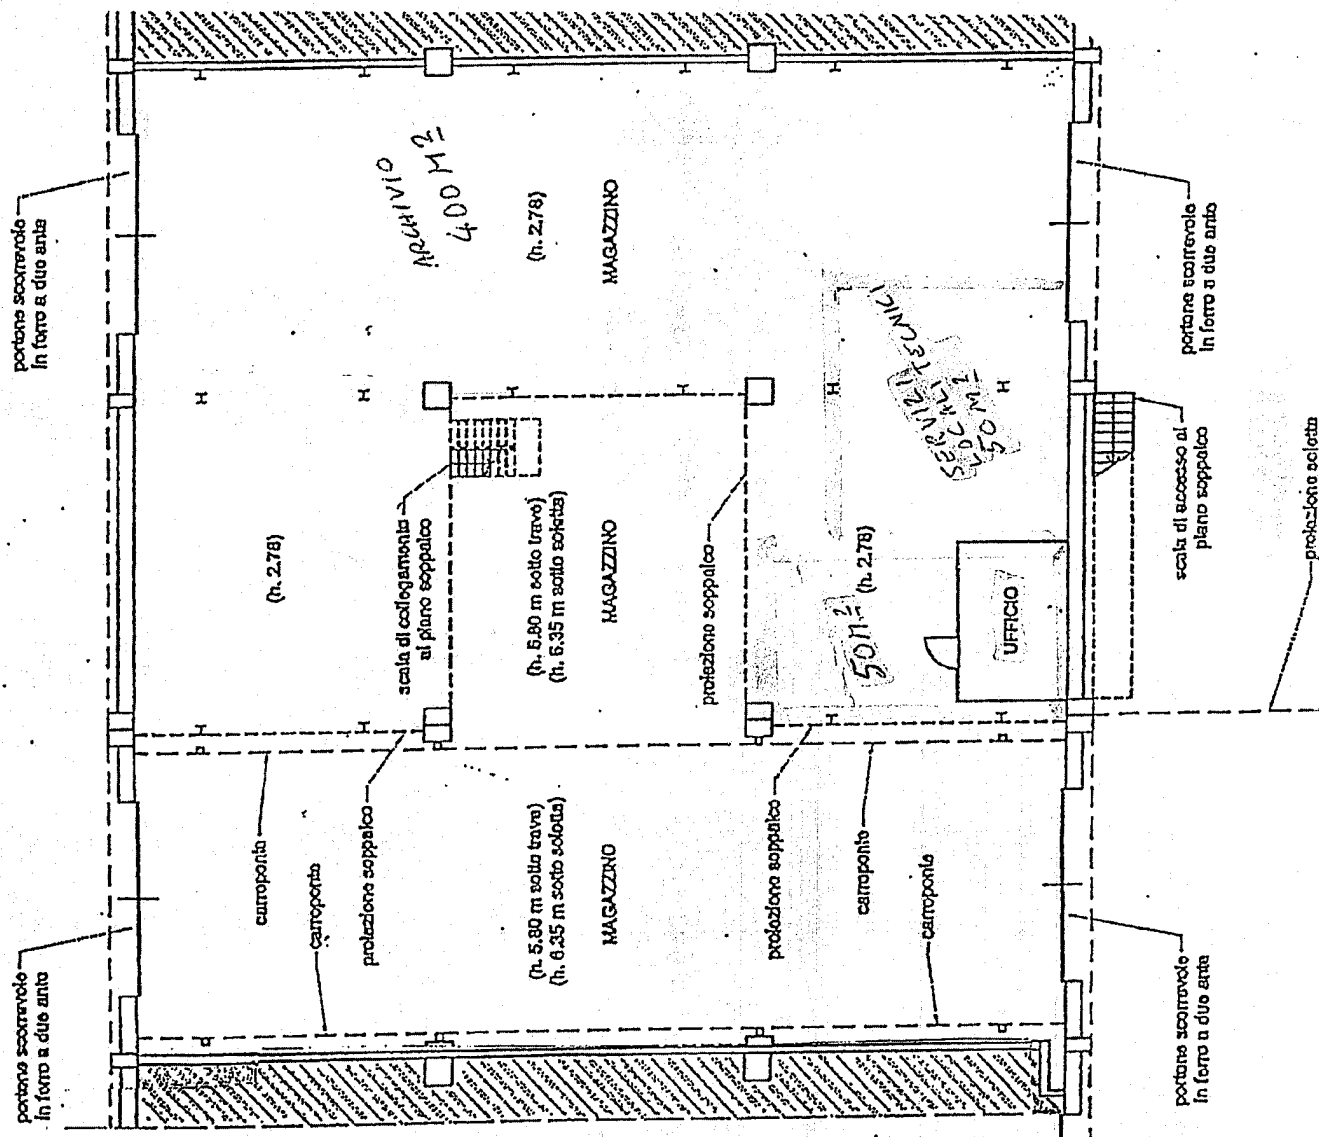 portone scorrevole
in ferro a due ante
portone scorrevole
in ferro a due ante
ARCHIVIO
400 M2
(h. 2.78)
MAGAZZINO
(h. 2.78)
scala di collegamento
al piano soppalco
(h. 5.80 m sotto trave)
(h. 6.35 m sotto soletta)
MAGAZZINO
proiezione soppalco
SERVIZI
LOCALI TECNICI
50 M2
50 M2
(h. 2.78)
UFFICIO
carroponte
carroponte
proiezione soppalco
(h. 5.80 m sotto trave)
(h. 6.35 m sotto soletta)
MAGAZZINO
proiezione soppalco
carroponte
carroponte
portone scorrevole
in ferro a due ante
scala di accesso al
piano soppalco
portone scorrevole
in ferro a due ante
proiezione soletta